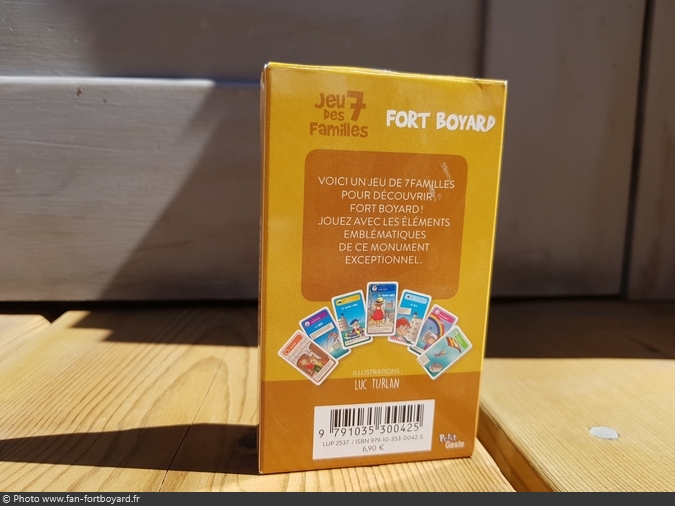 Jeu 7
Des
Familles
FORT BOYARD
VOICI UN JEU DE 7 FAMILLES
POUR DÉCOUVRIR
FORT BOYARD !
JOUEZ AVEC LES ÉLÉMENTS
EMBLÉMATIQUES
DE CE MONUMENT
EXCEPTIONNEL.
ILLUSTRATIONS :
LUC TURLAN
9 791035 300425
LUP 2537 / ISBN 979-10-353-0042-5
6,90 €
Petit
Geste
© Photo www.fan-fortboyard.fr